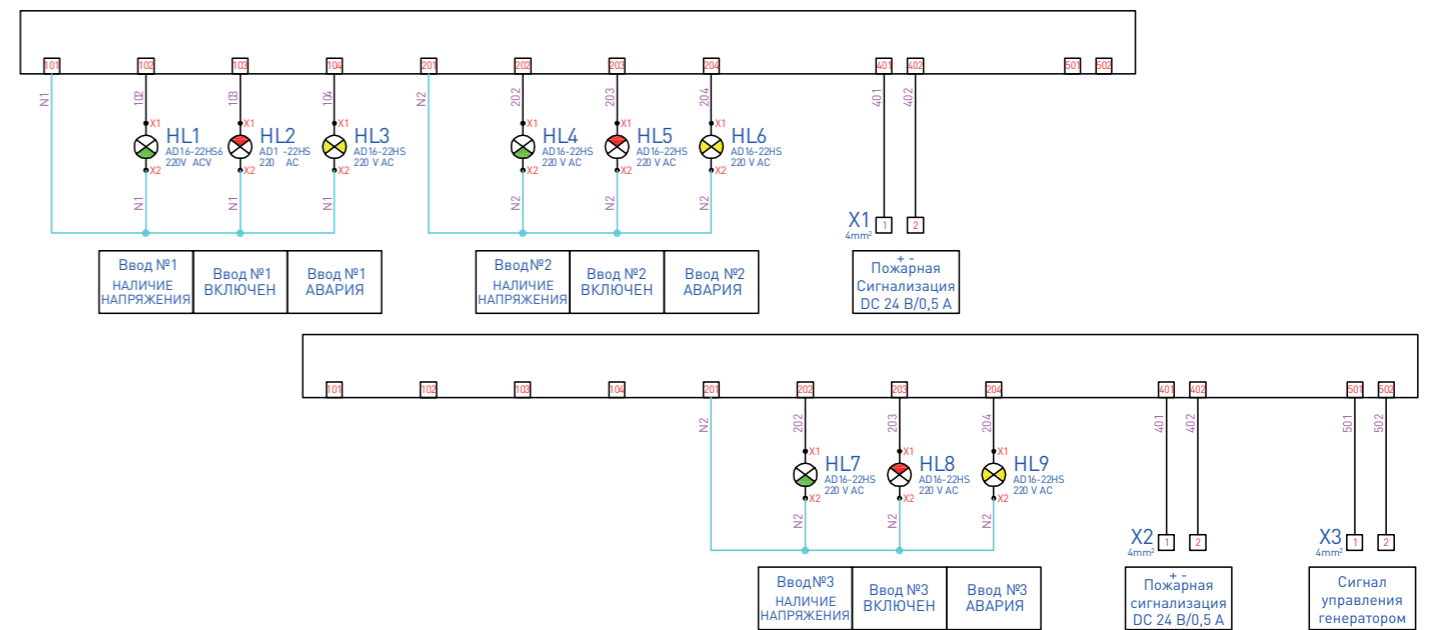 101 102 103 104 201 202 203 204 401 402 501 502
N1 102 103 104 N2 202 203 204 401 402
X1 X1 X1 X1 X1 X1
HL1 HL2 HL3 HL4 HL5 HL6
AD16-22HS6 AD1 -22HS AD16-22HS AD16-22HS AD16-22HS AD16-22HS
220V ACV 220 AC 220 V AC 220 V AC 220 V AC 220 V AC
X2 X2 X2 X2 X2 X2
N1 N1 N1 N2 N2 N2
X1 1 2
4mm²
Ввод №1
НАЛИЧИЕ
НАПРЯЖЕНИЯ
Ввод №1
ВКЛЮЧЕН
Ввод №1
АВАРИЯ
Ввод№2
НАЛИЧИЕ
НАПРЯЖЕНИЯ
Ввод №2
ВКЛЮЧЕН
Ввод №2
АВАРИЯ
+ -
Пожарная
Сигнализация
DC 24 В/0,5 А
101 102 103 104 201 202 203 204 401 402 501 502
N2 202 203 204 401 402 501 502
X1 X1 X1
HL7 HL8 HL9
AD16-22HS AD16-22HS AD16-22HS
220 V AC 220 V AC 220 V AC
X2 X2 X2
N2 N2 N2
X2 1 2 X3 1 2
4mm² 4mm²
Ввод№3
НАЛИЧИЕ
НАПРЯЖЕНИЯ
Ввод №3
ВКЛЮЧЕН
Ввод №3
АВАРИЯ
+ -
Пожарная
сигнализация
DC 24 В/0,5 А
Сигнал
управления
генератором